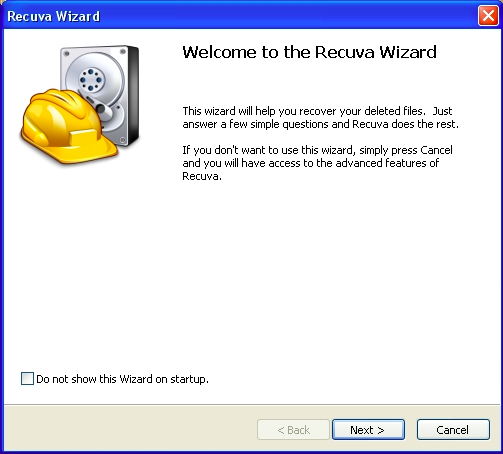 Recuva Wizard
Welcome to the Recuva Wizard
This wizard will help you recover your deleted files.  Just
answer a few simple questions and Recuva does the rest.
If you don't want to use this wizard, simply press Cancel
and you will have access to the advanced features of
Recuva.
Do not show this Wizard on startup.
< Back
Next >
Cancel